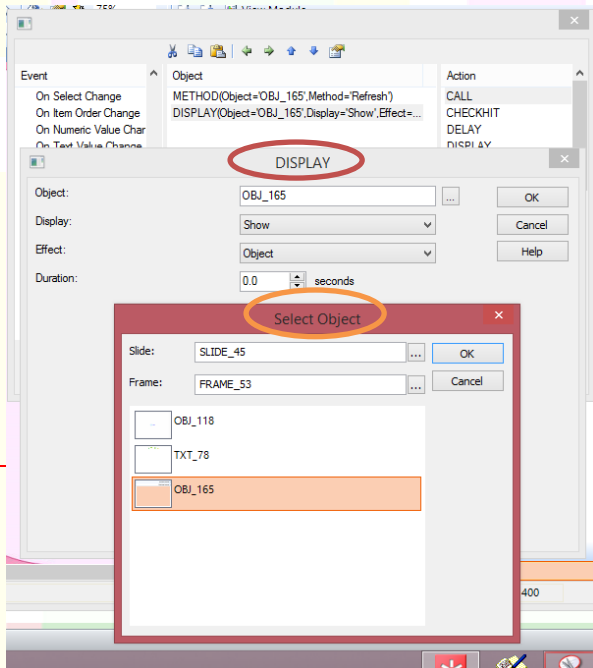 75%
View Module
Event
Object
Action
On Select Change
METHOD(Object='OBJ_165',Method='Refresh')
CALL
On Item Order Change
DISPLAY(Object='OBJ_165',Display='Show',Effect=...
CHECKHIT
On Numeric Value Char
DELAY
On Text Value Change
DISPLAY
DISPLAY
Object:
OBJ_165
...
OK
Display:
Show
Cancel
Effect:
Object
Help
Duration:
0.0
seconds
Select Object
Slide:
SLIDE_45
...
OK
Frame:
FRAME_53
...
Cancel
OBJ_118
TXT_78
OBJ_165
400